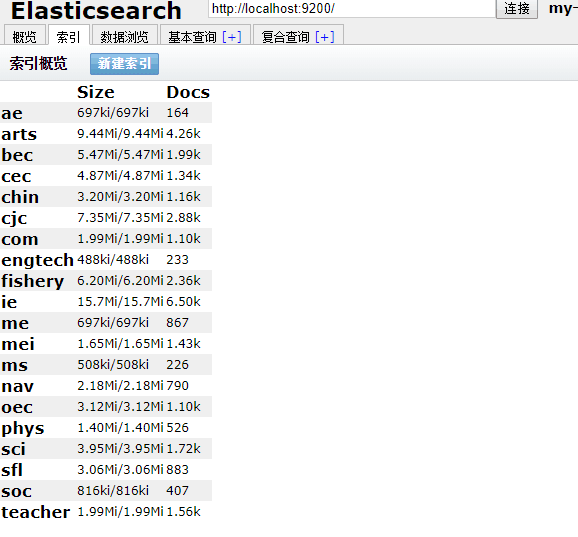 Elasticsearch http://localhost:9200/ 连接 my-
概览 索引 数据浏览 基本查询 [+] 复合查询 [+]
索引概览 新建索引
Size Docs
ae 697ki/697ki 164
arts 9.44Mi/9.44Mi 4.26k
bec 5.47Mi/5.47Mi 1.99k
cec 4.87Mi/4.87Mi 1.34k
chin 3.20Mi/3.20Mi 1.16k
cjc 7.35Mi/7.35Mi 2.88k
com 1.99Mi/1.99Mi 1.10k
engtech 488ki/488ki 233
fishery 6.20Mi/6.20Mi 2.36k
ie 15.7Mi/15.7Mi 6.50k
me 697ki/697ki 867
mei 1.65Mi/1.65Mi 1.43k
ms 508ki/508ki 226
nav 2.18Mi/2.18Mi 790
oec 3.12Mi/3.12Mi 1.10k
phys 1.40Mi/1.40Mi 526
sci 3.95Mi/3.95Mi 1.72k
sfl 3.06Mi/3.06Mi 883
soc 816ki/816ki 407
teacher 1.99Mi/1.99Mi 1.56k